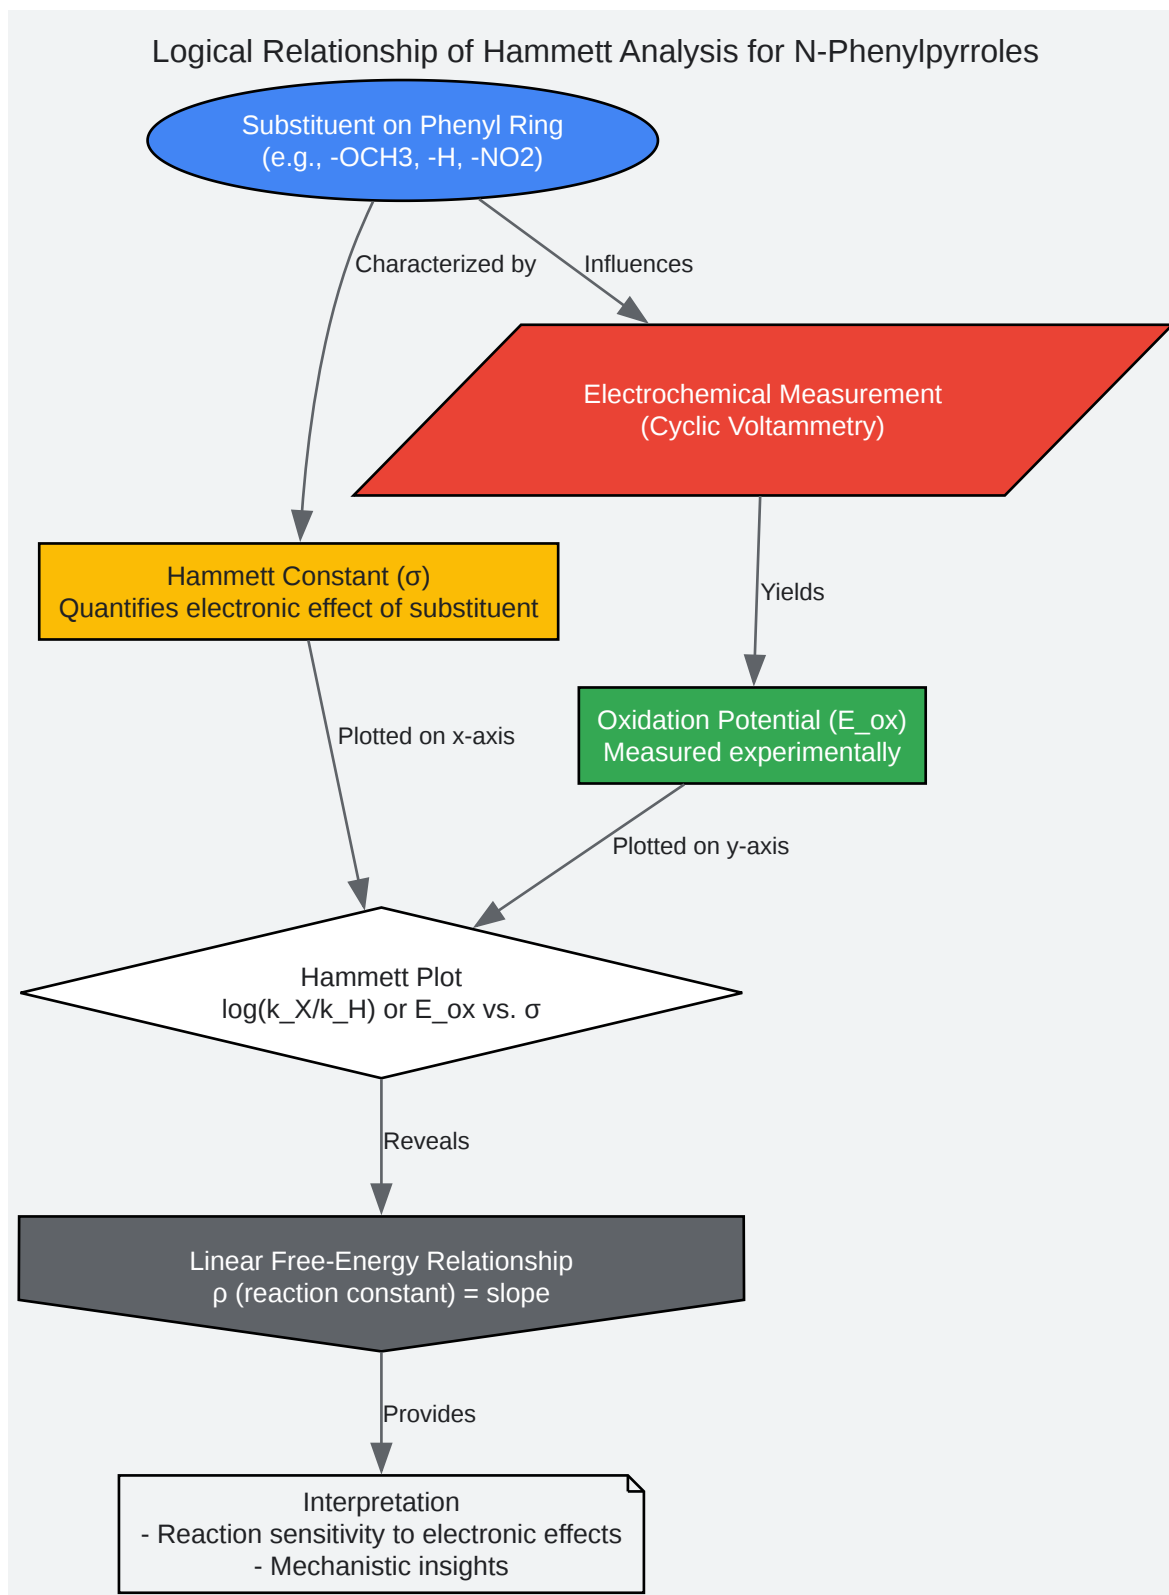 Logical Relationship of Hammett Analysis for N-Phenylpyrroles
Substituent on Phenyl Ring
(e.g., -OCH3, -H, -NO2)
Characterized by
Influences
Electrochemical Measurement
(Cyclic Voltammetry)
Hammett Constant (σ)
Quantifies electronic effect of substituent
Yields
Oxidation Potential (E_ox)
Measured experimentally
Plotted on x-axis
Plotted on y-axis
Hammett Plot
log(k_X/k_H) or E_ox vs. σ
Reveals
Linear Free-Energy Relationship
ρ (reaction constant) = slope
Provides
Interpretation
- Reaction sensitivity to electronic effects
- Mechanistic insights